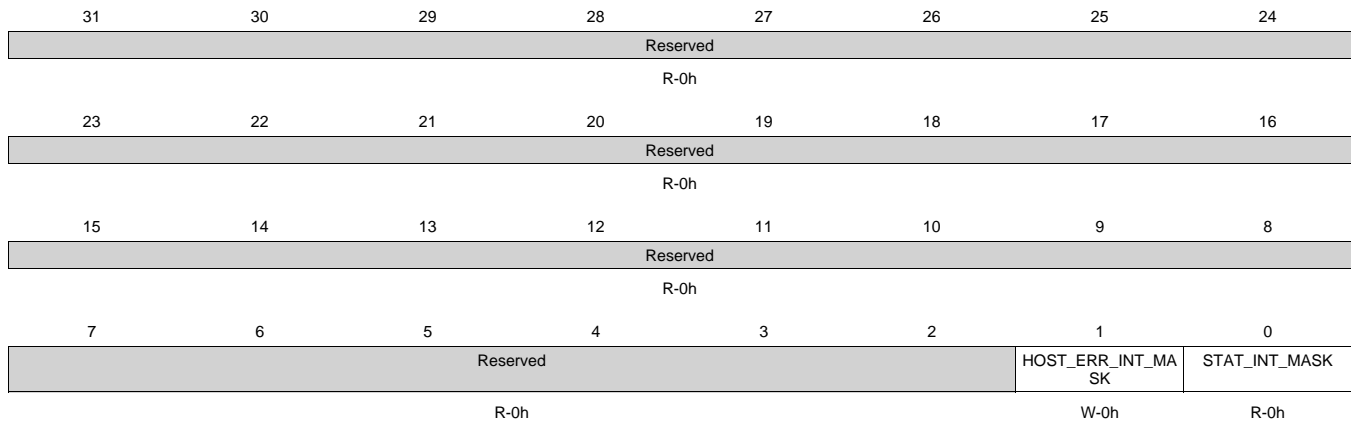 31 30 29 28 27 26 25 24
Reserved
R-0h
23 22 21 20 19 18 17 16
Reserved
R-0h
15 14 13 12 11 10 9 8
Reserved
R-0h
7 6 5 4 3 2 1 0
Reserved HOST_ERR_INT_MA STAT_INT_MASK
SK
R-0h W-0h R-0h